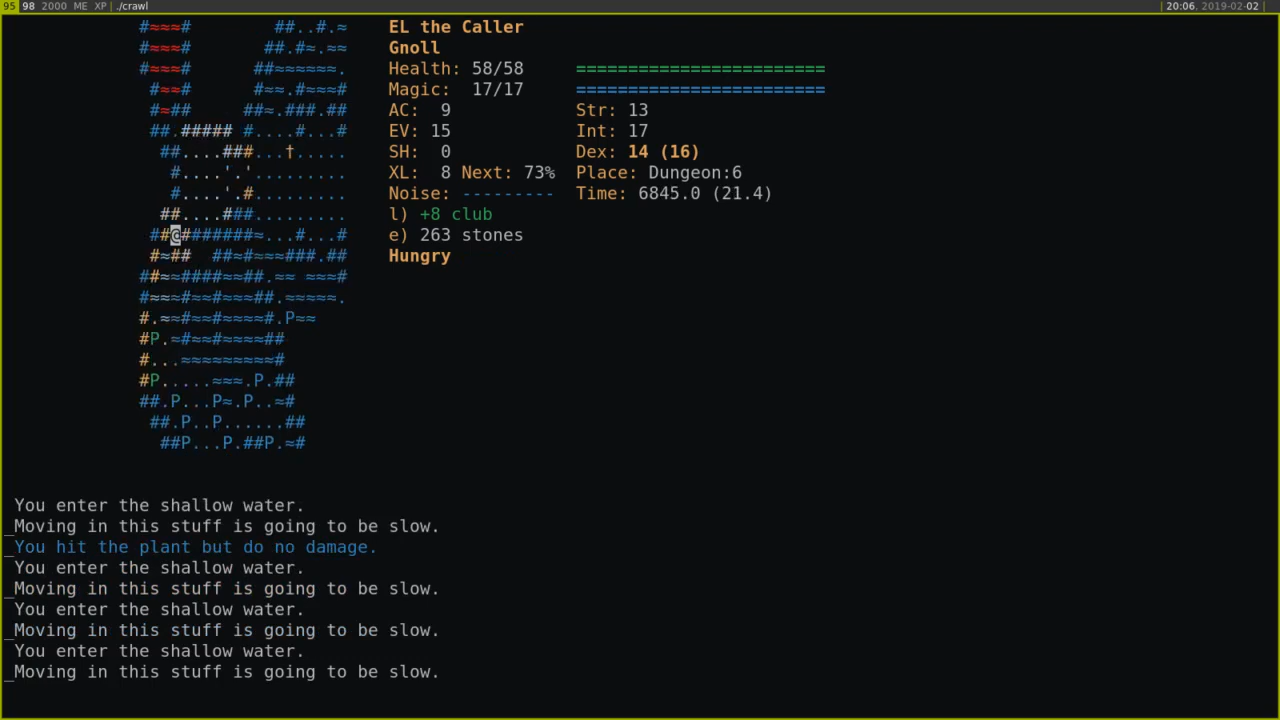 95 98 2000 ME XP | ./crawl | 20:06, 2019-02-02 |
#≈≈≈# ##..#.≈ EL the Caller
#≈≈≈# ##.#≈.≈≈ Gnoll
#≈≈≈# ##≈≈≈≈≈≈. Health: 58/58 ========================
#≈≈# #≈≈.#≈≈≈# Magic: 17/17 ========================
#≈## ##≈.###.## AC: 9 Str: 13
##.##### #....#...# EV: 15 Int: 17
##....###...†..... SH: 0 Dex: 14 (16)
#....'.'......... XL: 8 Next: 73% Place: Dungeon:6
#....'.#......... Noise: --------- Time: 6845.0 (21.4)
##....###......... l) +8 club
##@#######≈...#...# e) 263 stones
#≈## ##≈#≈≈≈###.## Hungry
##≈≈####≈≈##.≈≈ ≈≈≈#
#≈≈≈#≈≈#≈≈≈##.≈≈≈≈≈.
#.≈≈#≈≈#≈≈≈≈#.P≈≈
#P.≈#≈≈#≈≈≈≈##
#...≈≈≈≈≈≈≈≈≈#
#P.....≈≈≈.P.##
##.P...P≈.P..≈#
##.P..P......##
##P...P.##P.≈#
You enter the shallow water.
_Moving in this stuff is going to be slow.
_You hit the plant but do no damage.
You enter the shallow water.
_Moving in this stuff is going to be slow.
You enter the shallow water.
_Moving in this stuff is going to be slow.
You enter the shallow water.
_Moving in this stuff is going to be slow.